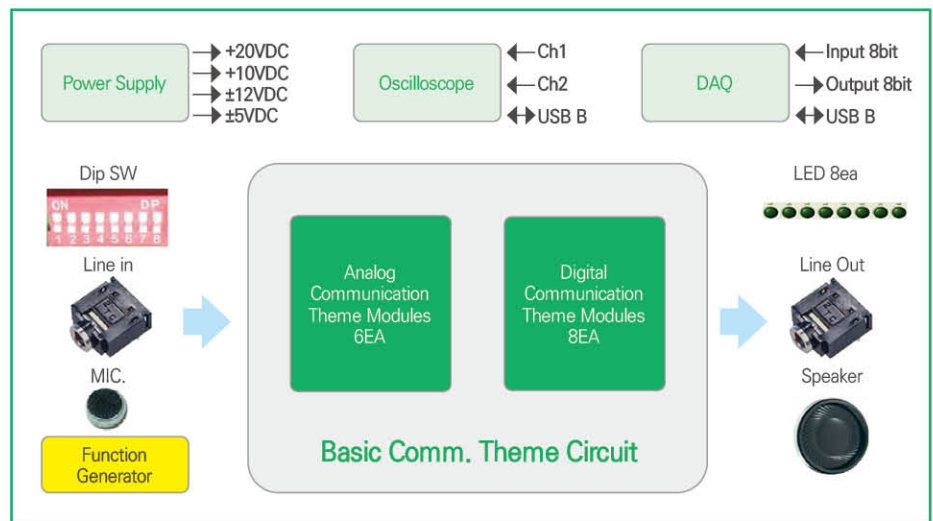 Power Supply
+20VDC
+10VDC
±12VDC
±5VDC
Oscilloscope
Ch1
Ch2
USB B
DAQ
Input 8bit
Output 8bit
USB B
Dip SW
ON DP
1 2 3 4 5 6 7 8
Line in
MIC.
Function
Generator
Analog
Communication
Theme Modules
6EA
Digital
Communication
Theme Modules
8EA
Basic Comm. Theme Circuit
LED 8ea
Line Out
Speaker